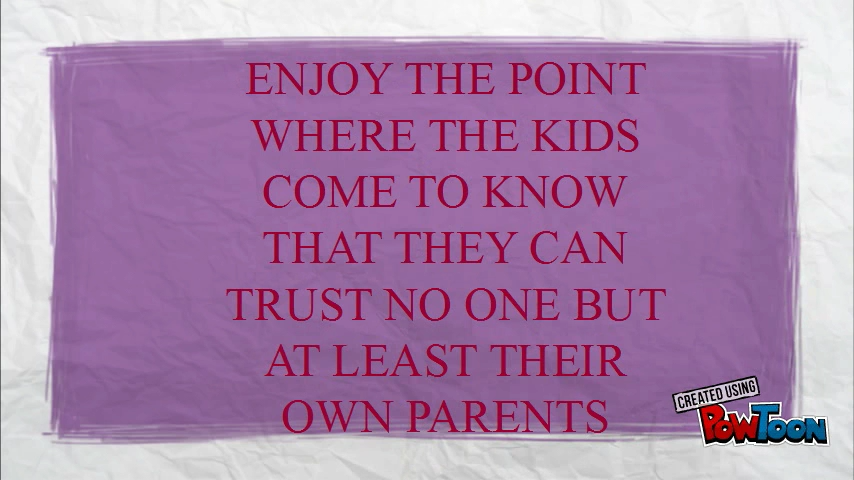 ENJOY THE POINT
WHERE THE KIDS
COME TO KNOW
THAT THEY CAN
TRUST NO ONE BUT
AT LEAST THEIR
OWN PARENTS
CREATED USING
POWTOON